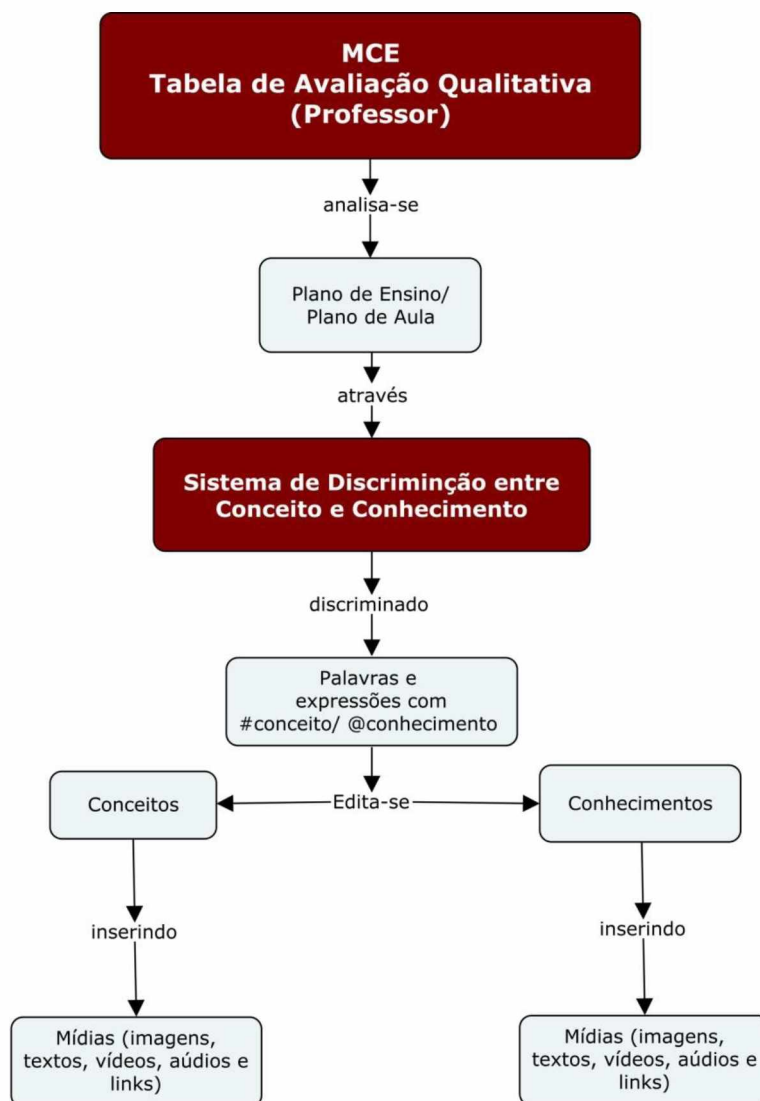 MCE
Tabela de Avaliação Qualitativa
(Professor)
analisa-se
Plano de Ensino/
Plano de Aula
através
Sistema de Discriminção entre
Conceito e Conhecimento
discriminado
Palavras e
expressões com
#conceito/ @conhecimento
Conceitos
Edita-se
Conhecimentos
inserindo
inserindo
Mídias (imagens,
textos, vídeos, aúdios e
links)
Mídias (imagens,
textos, vídeos, aúdios e
links)